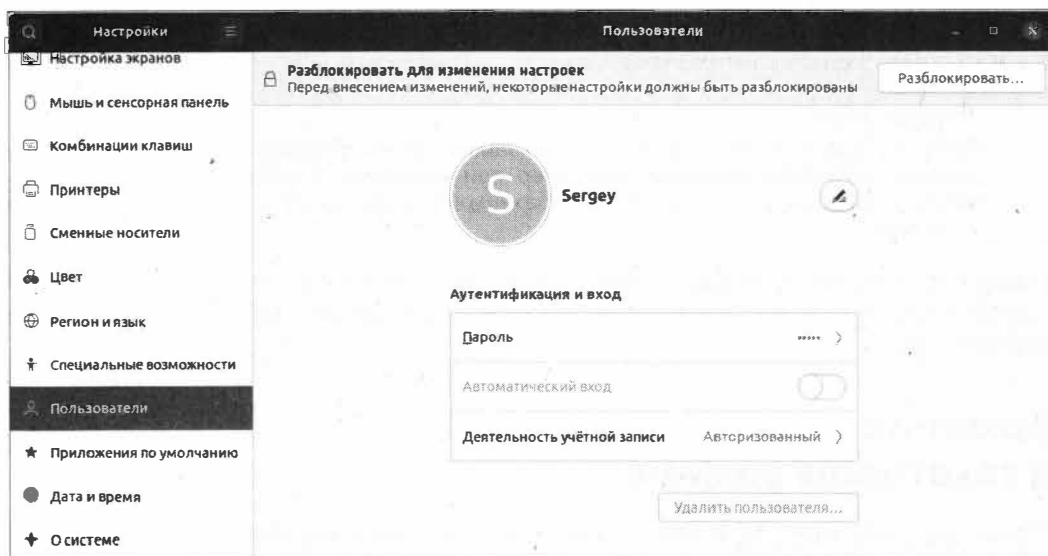 Настройки
Пользователи
Настройка экранов
Мышь и сенсорная панель
Комбинации клавиш
Принтеры
Сменные носители
Цвет
Регион и язык
Специальные возможности
Пользователи
Приложения по умолчанию
Дата и время
О системе
Разблокировать для изменения настроек
Перед внесением изменений, некоторые настройки должны быть разблокированы
Разблокировать...
S
Sergey
Аутентификация и вход
Пароль
Автоматический вход
Деятельность учётной записи
Авторизованный
Удалить пользователя...